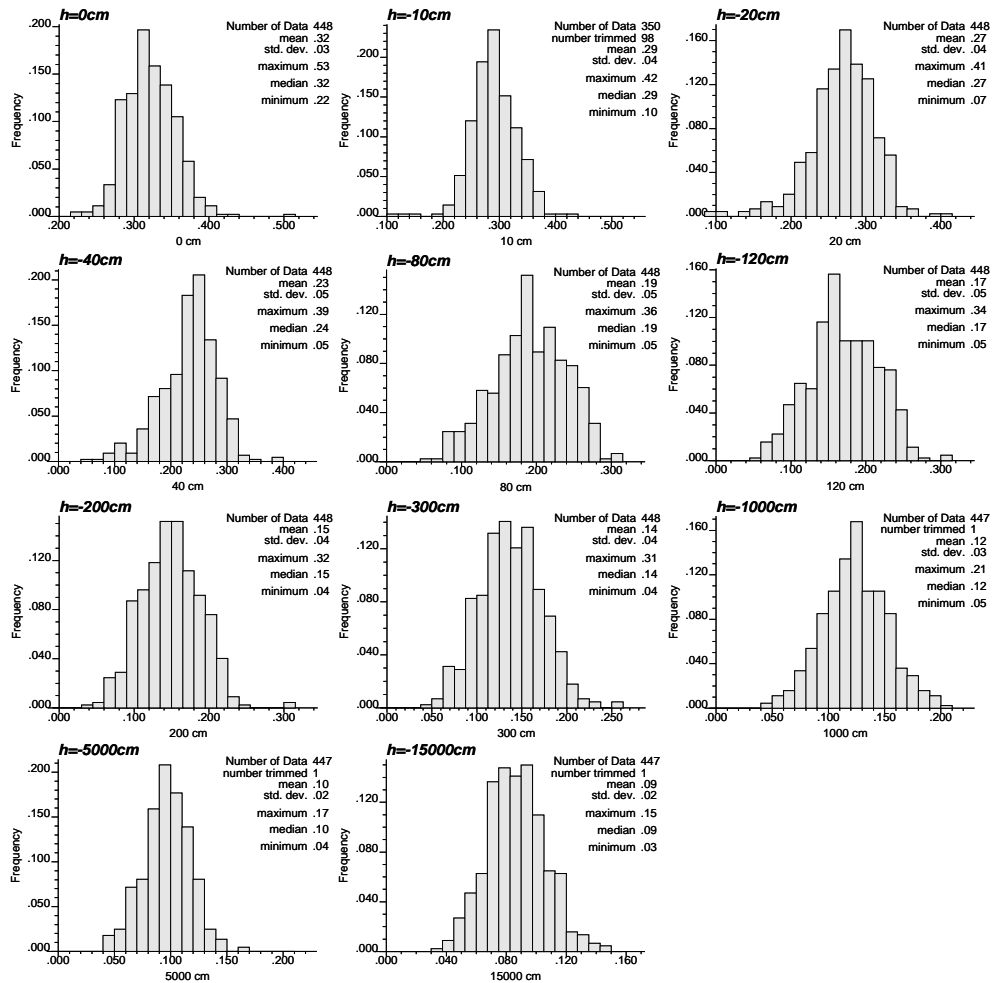 h=0cm
Number of Data 448
mean .32
std. dev. .03
maximum .53
median .32
minimum .22
Frequency
.200
.150
.100
.050
.000
.200 .300 .400 .500
0 cm
h=-10cm
Number of Data 350
number trimmed 98
mean .29
std. dev. .04
maximum .42
median .29
minimum .10
Frequency
.200
.150
.100
.050
.000
.100 .200 .300 .400 .500
10 cm
h=-20cm
Number of Data 448
mean .27
std. dev. .04
maximum .41
median .27
minimum .07
Frequency
.160
.120
.080
.040
.000
.100 .200 .300 .400
20 cm
h=-40cm
Number of Data 448
mean .23
std. dev. .05
maximum .39
median .24
minimum .05
Frequency
.200
.150
.100
.050
.000
.000 .100 .200 .300 .400
40 cm
h=-80cm
Number of Data 448
mean .19
std. dev. .05
maximum .36
median .19
minimum .05
Frequency
.120
.080
.040
.000
.000 .100 .200 .300
80 cm
h=-120cm
Number of Data 448
mean .17
std. dev. .05
maximum .34
median .17
minimum .05
Frequency
.160
.120
.080
.040
.000
.000 .100 .200 .300
120 cm
h=-200cm
Number of Data 448
mean .15
std. dev. .04
maximum .32
median .15
minimum .04
Frequency
.120
.080
.040
.000
.000 .100 .200 .300
200 cm
h=-300cm
Number of Data 448
mean .14
std. dev. .04
maximum .31
median .14
minimum .04
Frequency
.120
.080
.040
.000
.000 .050 .100 .150 .200 .250
300 cm
h=-1000cm
Number of Data 447
number trimmed 1
mean .12
std. dev. .03
maximum .21
median .12
minimum .05
Frequency
.160
.120
.080
.040
.000
.000 .050 .100 .150 .200
1000 cm
h=-5000cm
Number of Data 447
number trimmed 1
mean .10
std. dev. .02
maximum .17
median .10
minimum .04
Frequency
.200
.150
.100
.050
.000
.000 .050 .100 .150 .200
5000 cm
h=-15000cm
Number of Data 447
number trimmed 1
mean .09
std. dev. .02
maximum .15
median .09
minimum .03
Frequency
.120
.080
.040
.000
.000 .040 .080 .120 .160
15000 cm